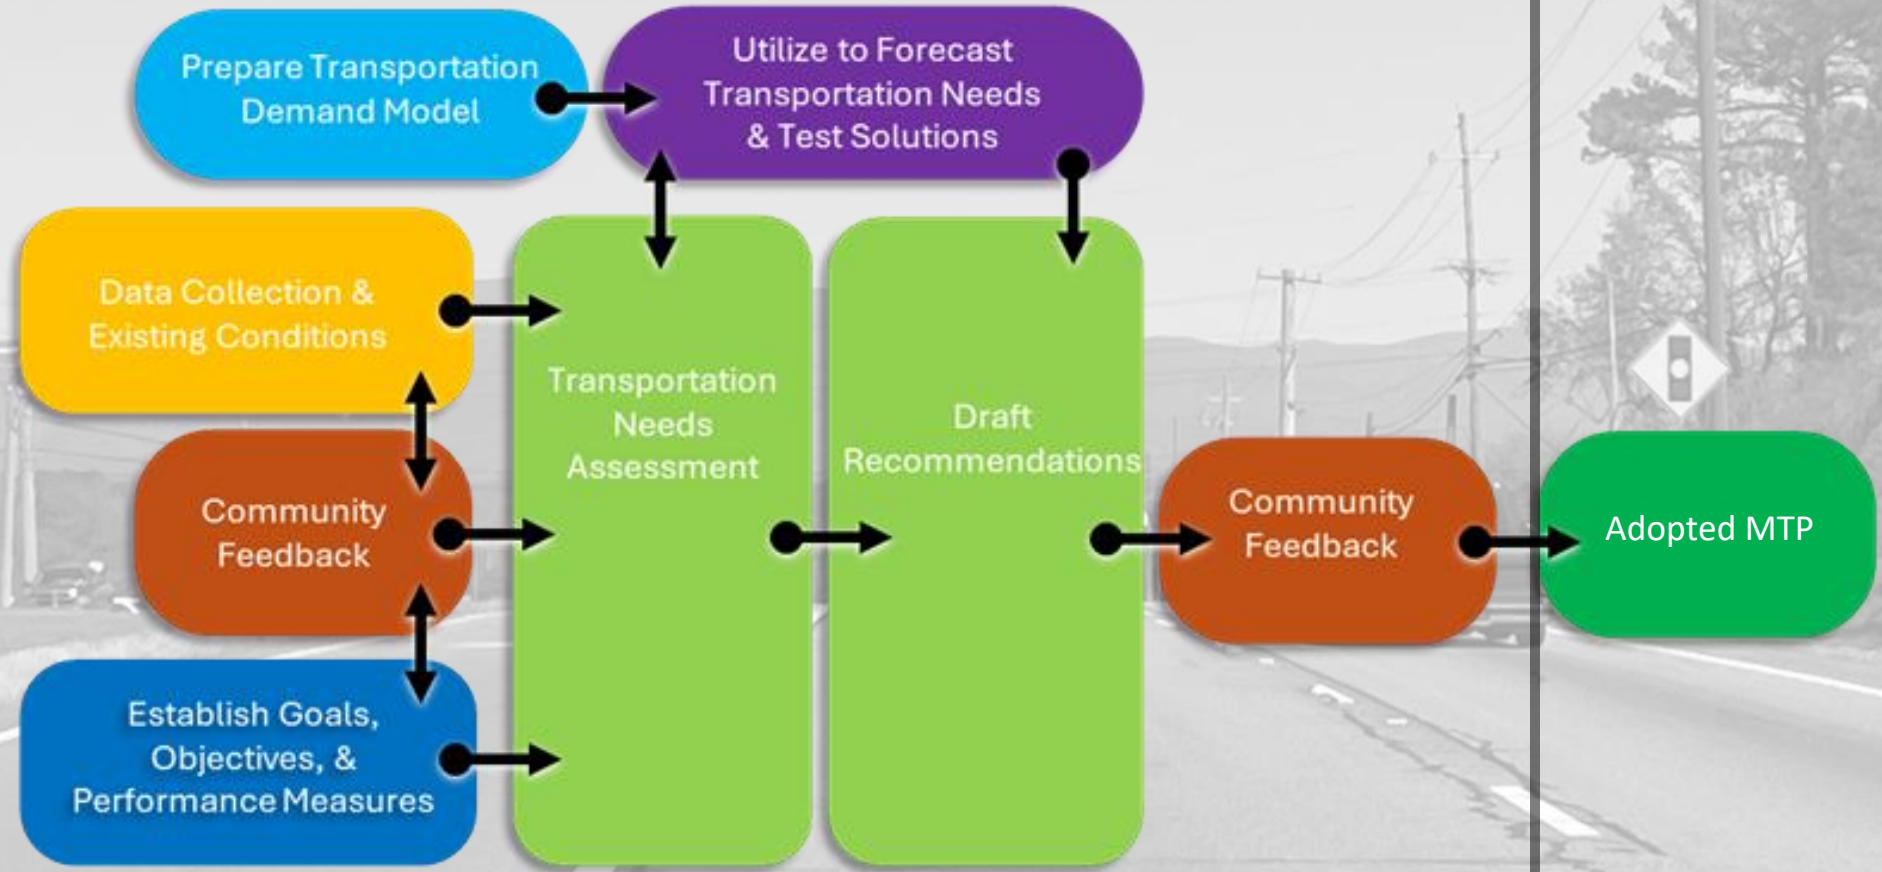 Prepare Transportation
Demand Model
Utilize to Forecast
Transportation Needs
& Test Solutions
Data Collection &
Existing Conditions
Community
Feedback
Establish Goals,
Objectives, &
Performance Measures
Transportation
Needs
Assessment
Draft
Recommendations
Community
Feedback
Adopted MTP